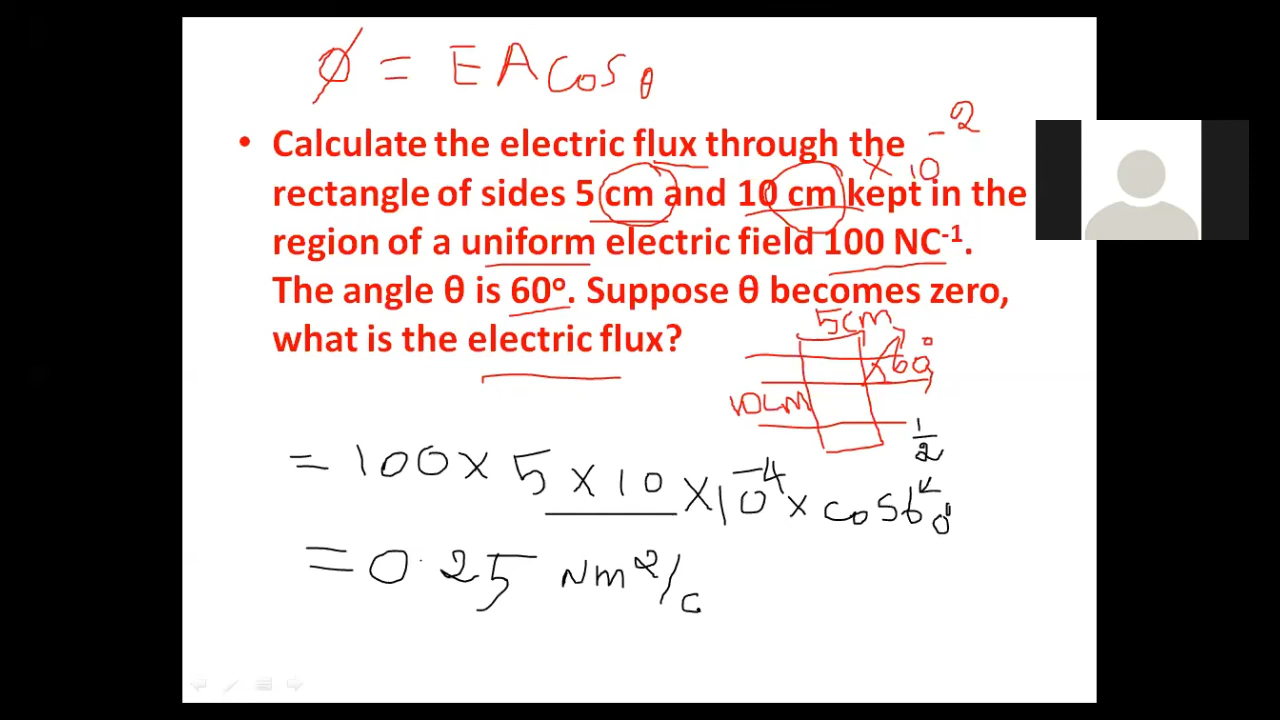 ϕ = EA cos θ
• Calculate the electric flux through the
rectangle of sides 5 cm and 10 cm kept in the
× 10⁻²
region of a uniform electric field 100 NC⁻¹.
The angle θ is 60°. Suppose θ becomes zero,
what is the electric flux?
5cm
60°
10cm
1/2
= 100 × 5 × 10 × 10⁻⁴ × cos 60°
= 0.25 Nm²/C